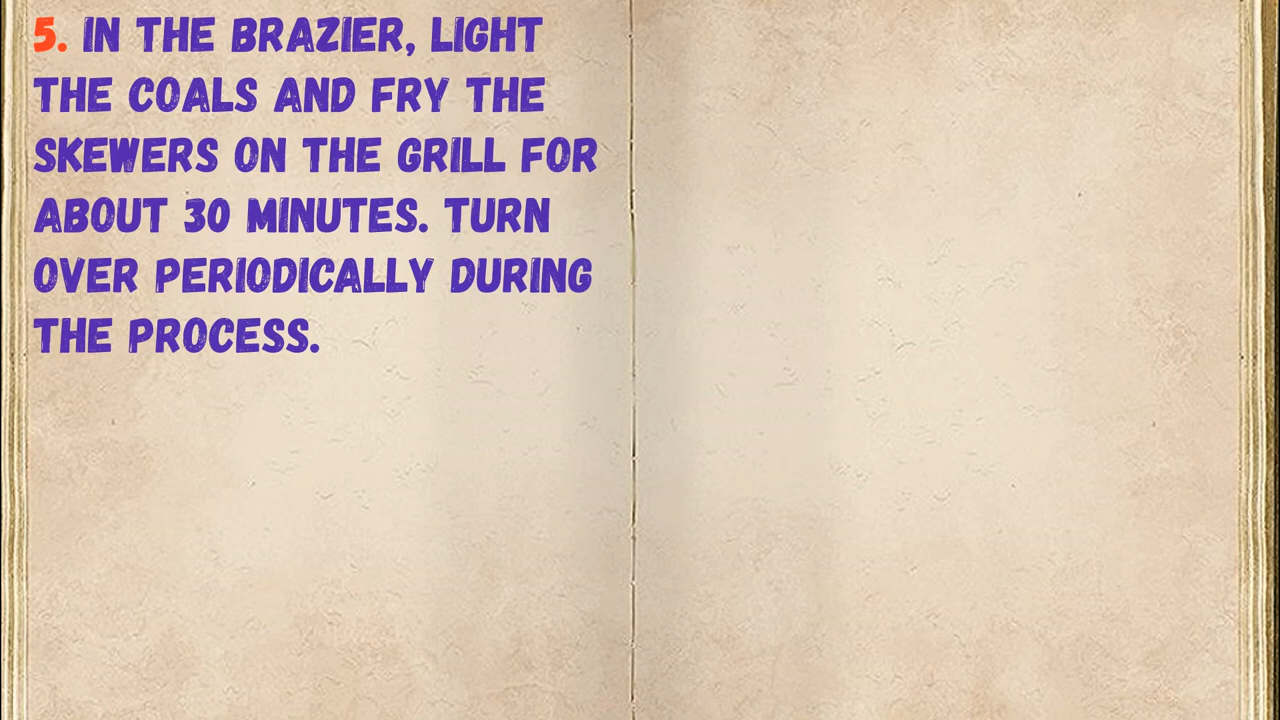 5. IN THE BRAZIER, LIGHT
THE COALS AND FRY THE
SKEWERS ON THE GRILL FOR
ABOUT 30 MINUTES. TURN
OVER PERIODICALLY DURING
THE PROCESS.